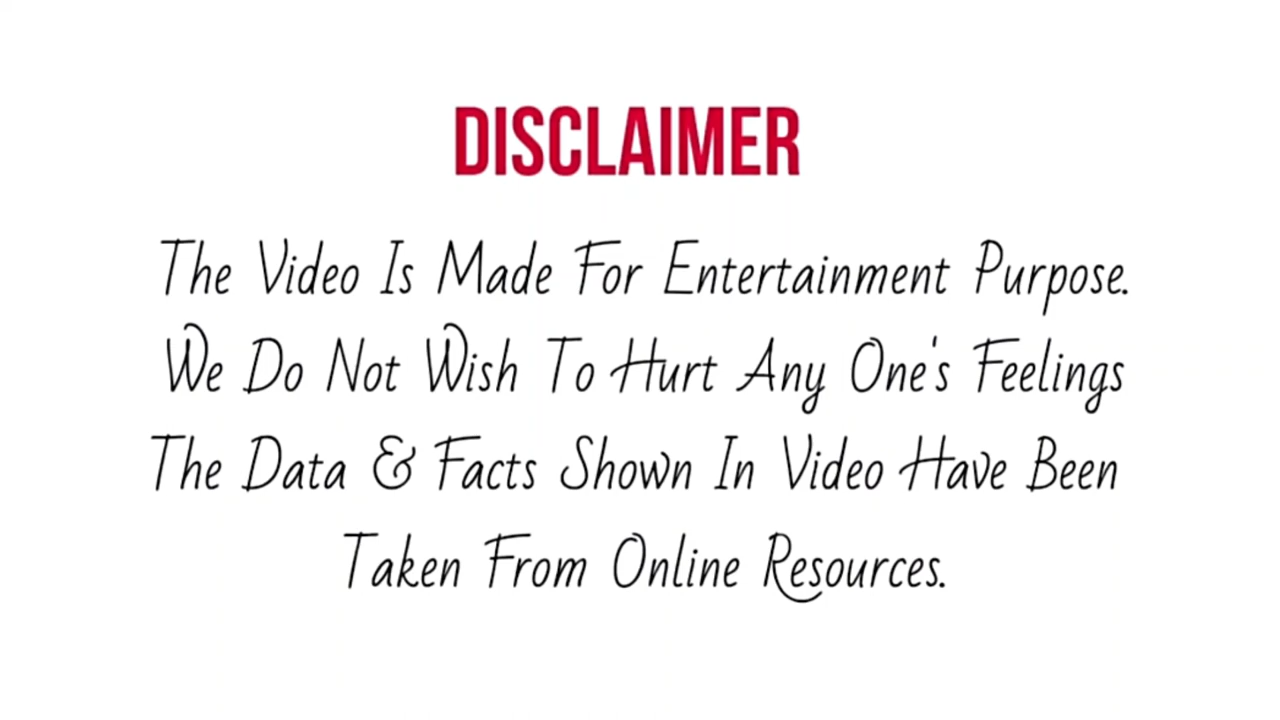 DISCLAIMER
The Video Is Made For Entertainment Purpose.
We Do Not Wish To Hurt Any One's Feelings
The Data & Facts Shown In Video Have Been
Taken From Online Resources.